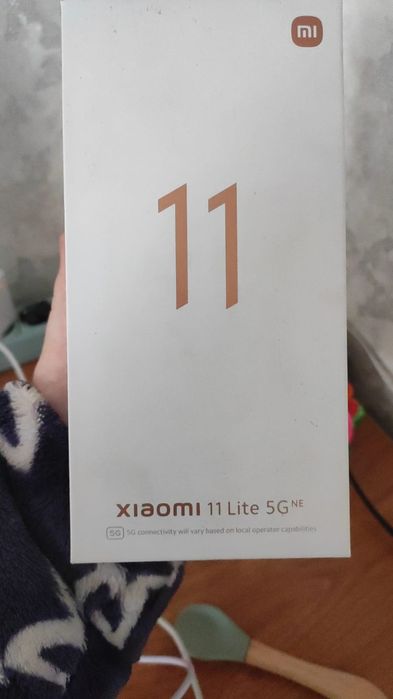 mi
11
xiaomi 11 Lite 5G NE
5G 5G connectivity will vary based on local operator capabilities